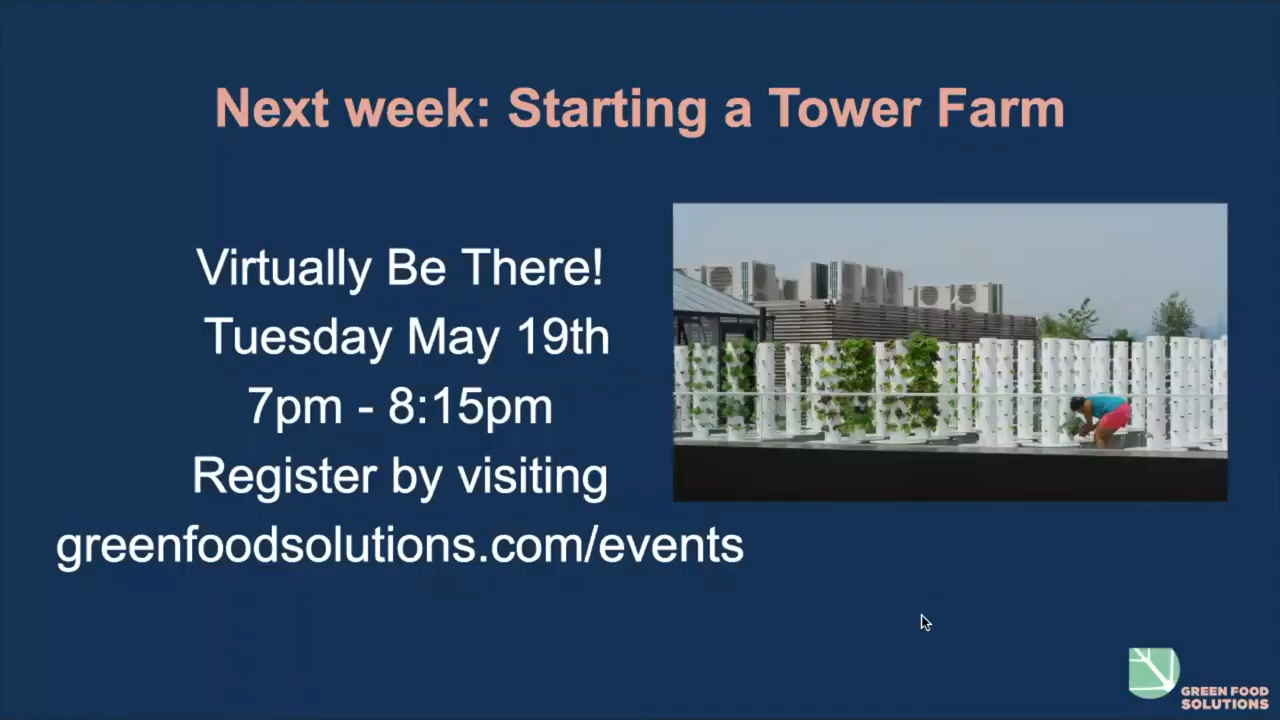 Next week: Starting a Tower Farm
Virtually Be There!
Tuesday May 19th
7pm - 8:15pm
Register by visiting
greenfoodsolutions.com/events
GREEN FOOD
SOLUTIONS